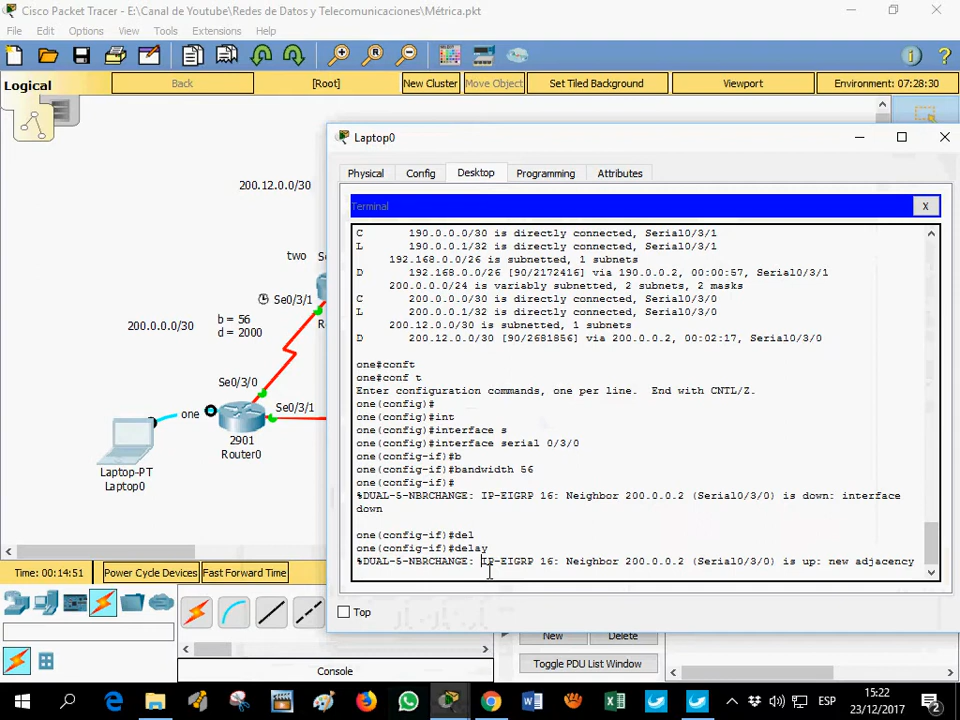 Cisco Packet Tracer - E:\Canal de Youtube\Redes de Datos y Telecomunicaciones\Métrica.pkt
File Edit Options View Tools Extensions Help
Logical Back [Root] New Cluster Move Object Set Tiled Background Viewport Environment: 07:28:30
200.12.0.0/30
two
Se0/3/1
200.0.0.0/30
b = 56
d = 2000
Se0/3/0
Se0/3/1
one
2901
Router0
Laptop-PT
Laptop0
Laptop0
Physical Config Desktop Programming Attributes
Terminal X
C 190.0.0.0/30 is directly connected, Serial0/3/1
L 190.0.0.1/32 is directly connected, Serial0/3/1
192.168.0.0/26 is subnetted, 1 subnets
D 192.168.0.0/26 [90/2172416] via 190.0.0.2, 00:00:57, Serial0/3/1
200.0.0.0/24 is variably subnetted, 2 subnets, 2 masks
C 200.0.0.0/30 is directly connected, Serial0/3/0
L 200.0.0.1/32 is directly connected, Serial0/3/0
200.12.0.0/30 is subnetted, 1 subnets
D 200.12.0.0/30 [90/2681856] via 200.0.0.2, 00:02:17, Serial0/3/0
one#conft
one#conf t
Enter configuration commands, one per line. End with CNTL/Z.
one(config)#
one(config)#int
one(config)#interface s
one(config)#interface serial 0/3/0
one(config-if)#b
one(config-if)#bandwidth 56
one(config-if)#
%DUAL-5-NBRCHANGE: IP-EIGRP 16: Neighbor 200.0.0.2 (Serial0/3/0) is down: interface
down
one(config-if)#del
one(config-if)#delay
%DUAL-5-NBRCHANGE: IP-EIGRP 16: Neighbor 200.0.0.2 (Serial0/3/0) is up: new adjacency
Top
Time: 00:14:51 Power Cycle Devices Fast Forward Time
Console
New Delete
Toggle PDU List Window
ESP
15:22
23/12/2017
2